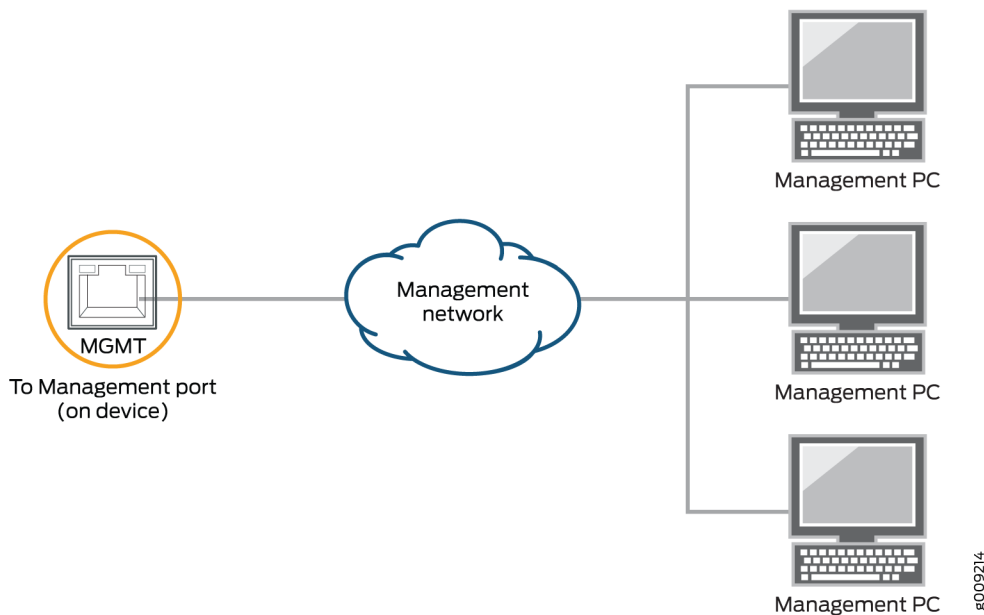 Management PC
Management
network
MGMT
To Management port
(on device)
Management PC
Management PC
g009214